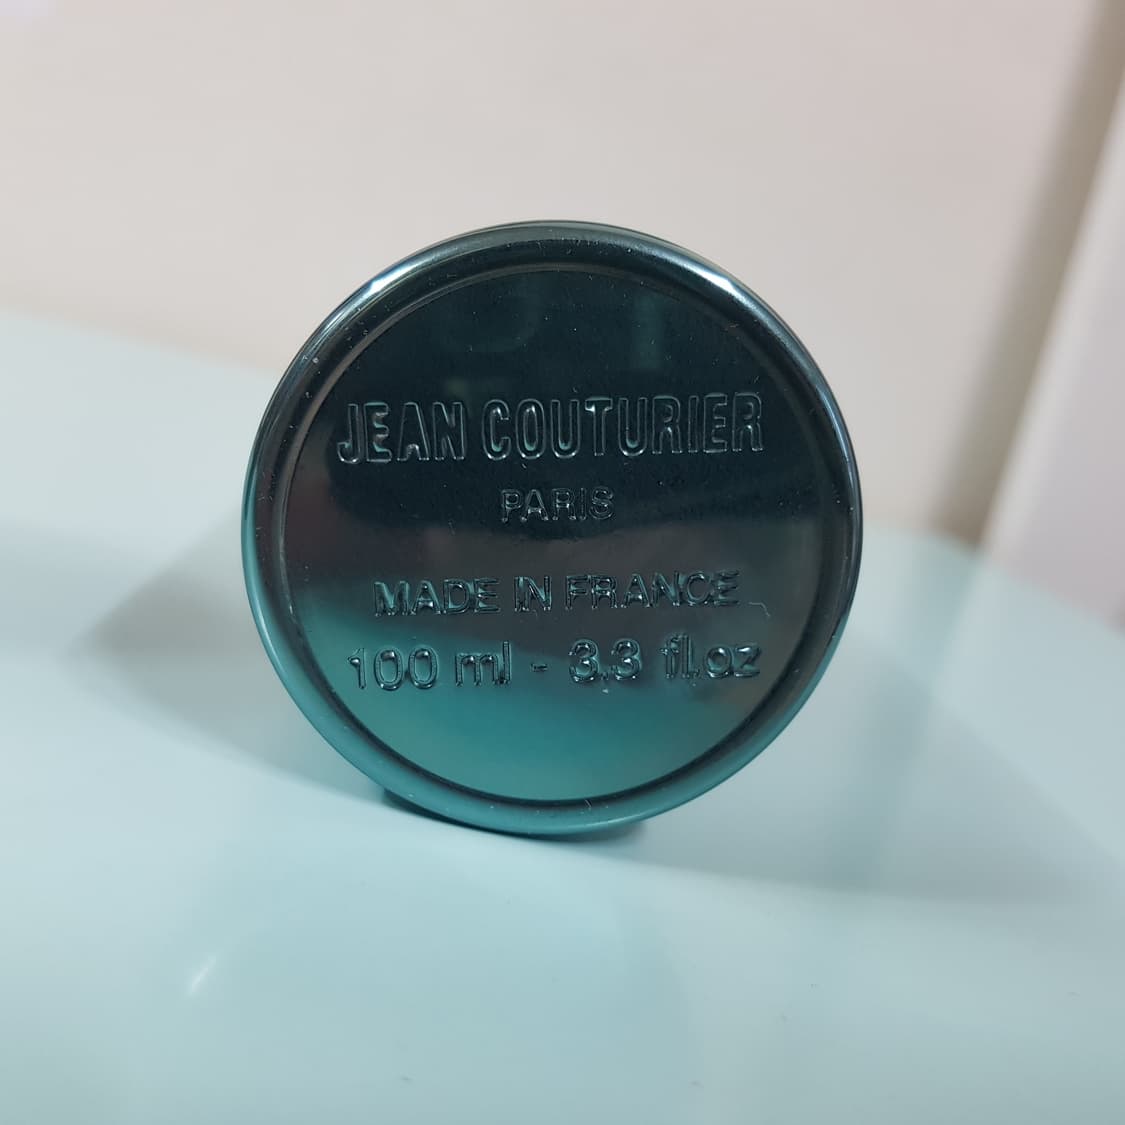 JEAN COUTURIER
PARIS
MADE IN FRANCE
100 ml - 3.3 fl.oz